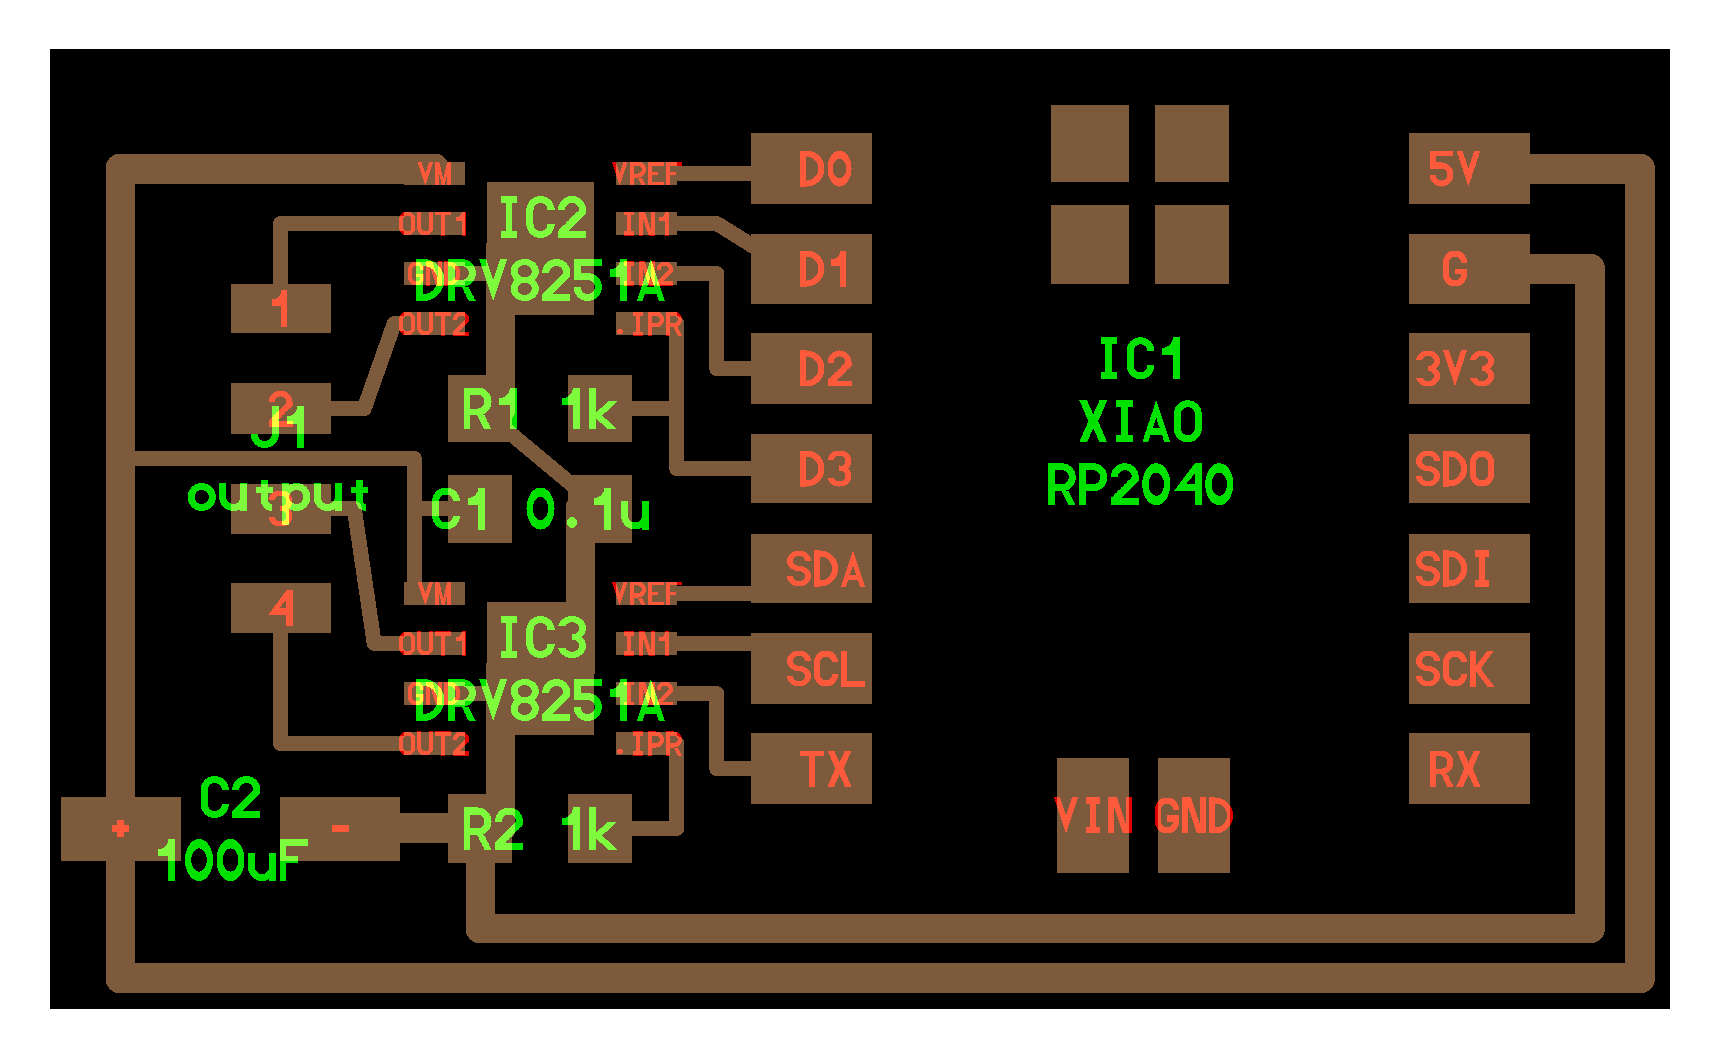 VM
OUT1
GND
OUT2
IC2
DRV8251A
VREF
IN1
IN2
.IPR
1
2
J1
output
3
4
R1 1k
C1 0.1u
VM
OUT1
GND
OUT2
IC3
DRV8251A
VREF
IN1
IN2
.IPR
C2
100uF
+
-
R2 1k
D0
D1
D2
D3
SDA
SCL
TX
IC1
XIAO
RP2040
VIN GND
5V
G
3V3
SDO
SDI
SCK
RX